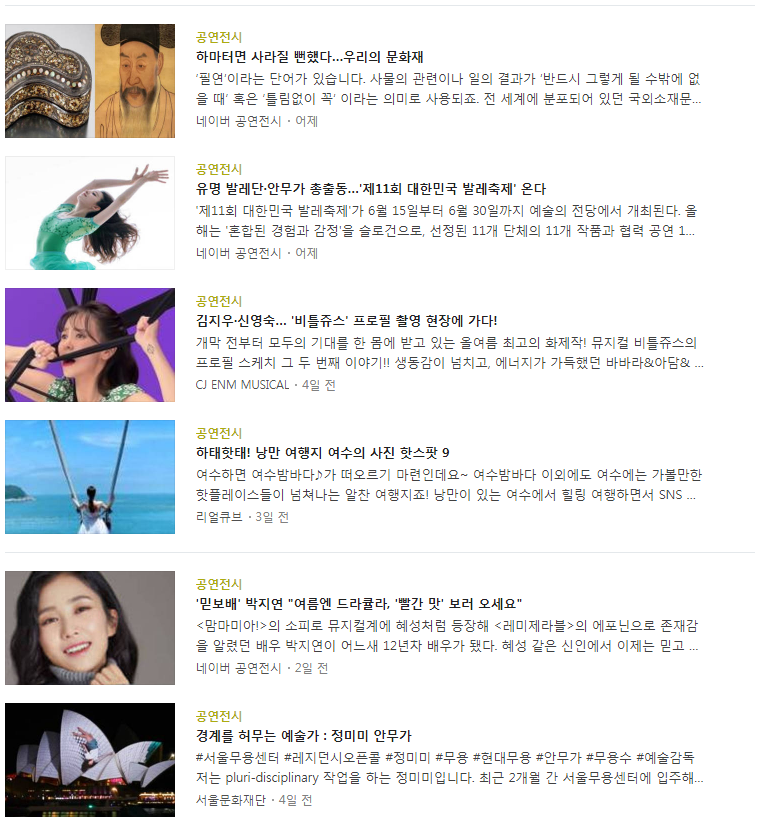 공연전시
하마터면 사라질 뻔했다...우리의 문화재
'필연'이라는 단어가 있습니다. 사물의 관련이나 일의 결과가 '반드시 그렇게 될 수밖에 없
을 때' 혹은 '틀림없이 꼭' 이라는 의미로 사용되죠. 전 세계에 분포되어 있던 국외소재문...
네이버 공연전시 · 어제
공연전시
유명 발레단·안무가 총출동...'제11회 대한민국 발레축제' 온다
'제11회 대한민국 발레축제'가 6월 15일부터 6월 30일까지 예술의 전당에서 개최된다. 올
해는 '혼합된 경험과 감정'을 슬로건으로, 선정된 11개 단체의 11개 작품과 협력 공연 1...
네이버 공연전시 · 어제
공연전시
김지우·신영숙... '비틀쥬스' 프로필 촬영 현장에 가다!
개막 전부터 모두의 기대를 한 몸에 받고 있는 올여름 최고의 화제작! 뮤지컬 비틀쥬스의
프로필 스케치 그 두 번째 이야기!! 생동감이 넘치고, 에너지가 가득했던 바바라&아담& ...
CJ ENM MUSICAL · 4일 전
공연전시
하태핫태! 낭만 여행지 여수의 사진 핫스팟 9
여수하면 여수밤바다♪가 떠오르기 마련인데요~ 여수밤바다 이외에도 여수에는 가볼만한
핫플레이스들이 넘쳐나는 알찬 여행지죠! 낭만이 있는 여수에서 힐링 여행하면서 SNS ...
리얼큐브 · 3일 전
공연전시
'믿보배' 박지연 "여름엔 드라큘라, '빨간 맛' 보러 오세요"
<맘마미아!>의 소피로 뮤지컬계에 혜성처럼 등장해 <레미제라블>의 에포닌으로 존재감
을 알렸던 배우 박지연이 어느새 12년차 배우가 됐다. 혜성 같은 신인에서 이제는 믿고 ...
네이버 공연전시 · 2일 전
공연전시
경계를 허무는 예술가 : 정미미 안무가
#서울무용센터 #레지던시오픈콜 #정미미 #무용 #현대무용 #안무가 #무용수 #예술감독
저는 pluri-disciplinary 작업을 하는 정미미입니다. 최근 2개월 간 서울무용센터에 입주해...
서울문화재단 · 4일 전